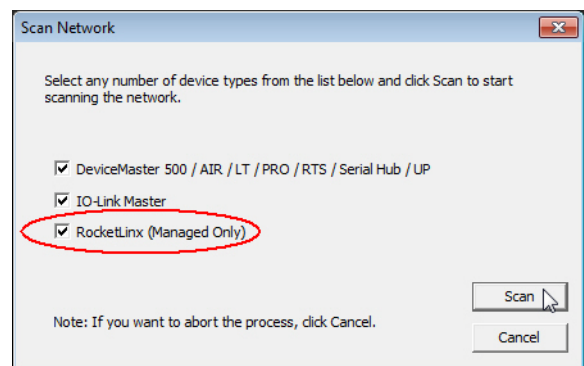 Scan Network
Select any number of device types from the list below and click Scan to start
scanning the network.
DeviceMaster 500 / AIR / LT / PRO / RTS / Serial Hub / UP
IO-Link Master
RocketLinx (Managed Only)
Scan
Note: If you want to abort the process, click Cancel.
Cancel